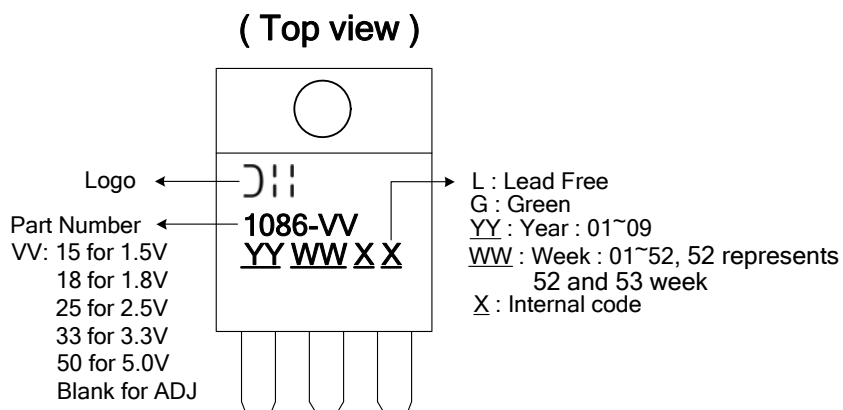 ( Top view )
Logo
Part Number
VV: 15 for 1.5V
18 for 1.8V
25 for 2.5V
33 for 3.3V
50 for 5.0V
Blank for ADJ
1086-VV
YY WW X X
L : Lead Free
G : Green
YY : Year : 01~09
WW : Week : 01~52, 52 represents
52 and 53 week
X : Internal code